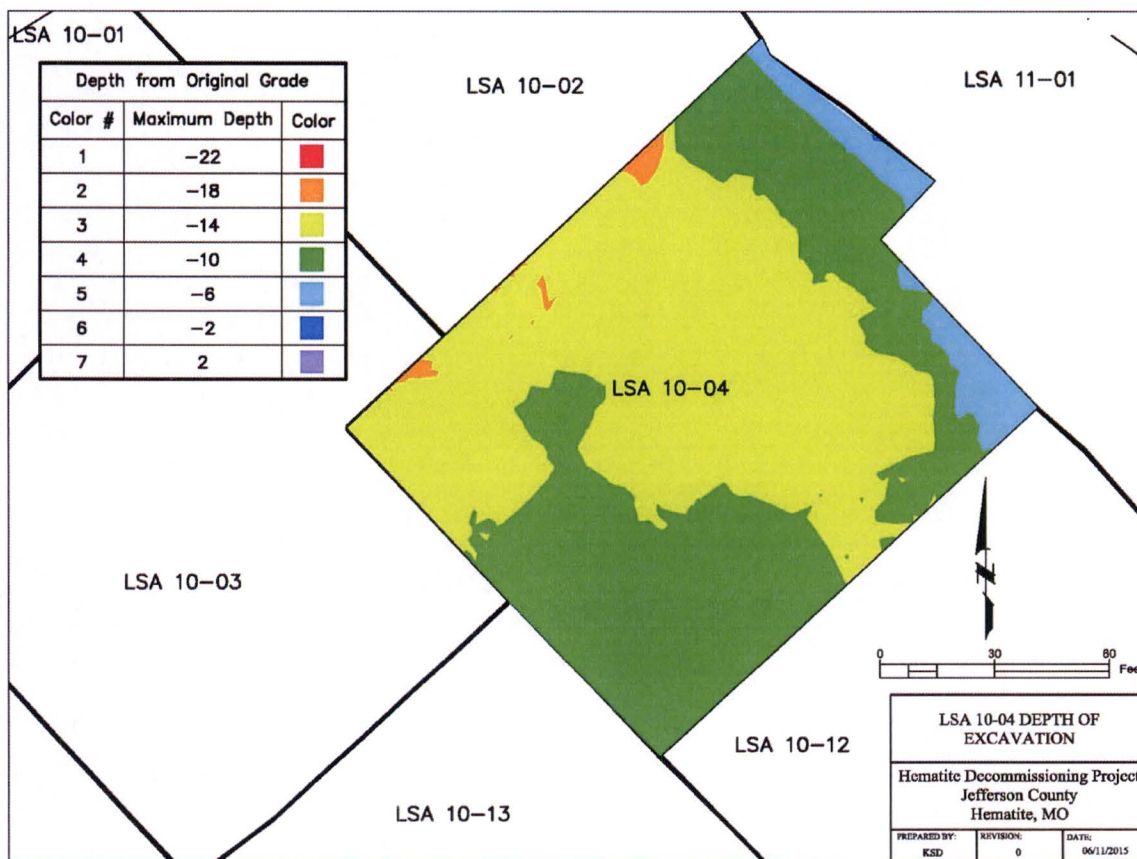 LSA 10-01
LSA 10-02
LSA 11-01
Depth from Original Grade
Color # Maximum Depth Color
1 -22
2 -18
3 -14
4 -10
5 -6
6 -2
7 2
LSA 10-04
LSA 10-03
N
0 30 60
Fee
LSA 10-12
LSA 10-13
LSA 10-04 DEPTH OF
EXCAVATION
Hematite Decommissioning Project
Jefferson County
Hematite, MO
PREPARED BY: REVISION: DATE:
KSD 0 06/11/2015